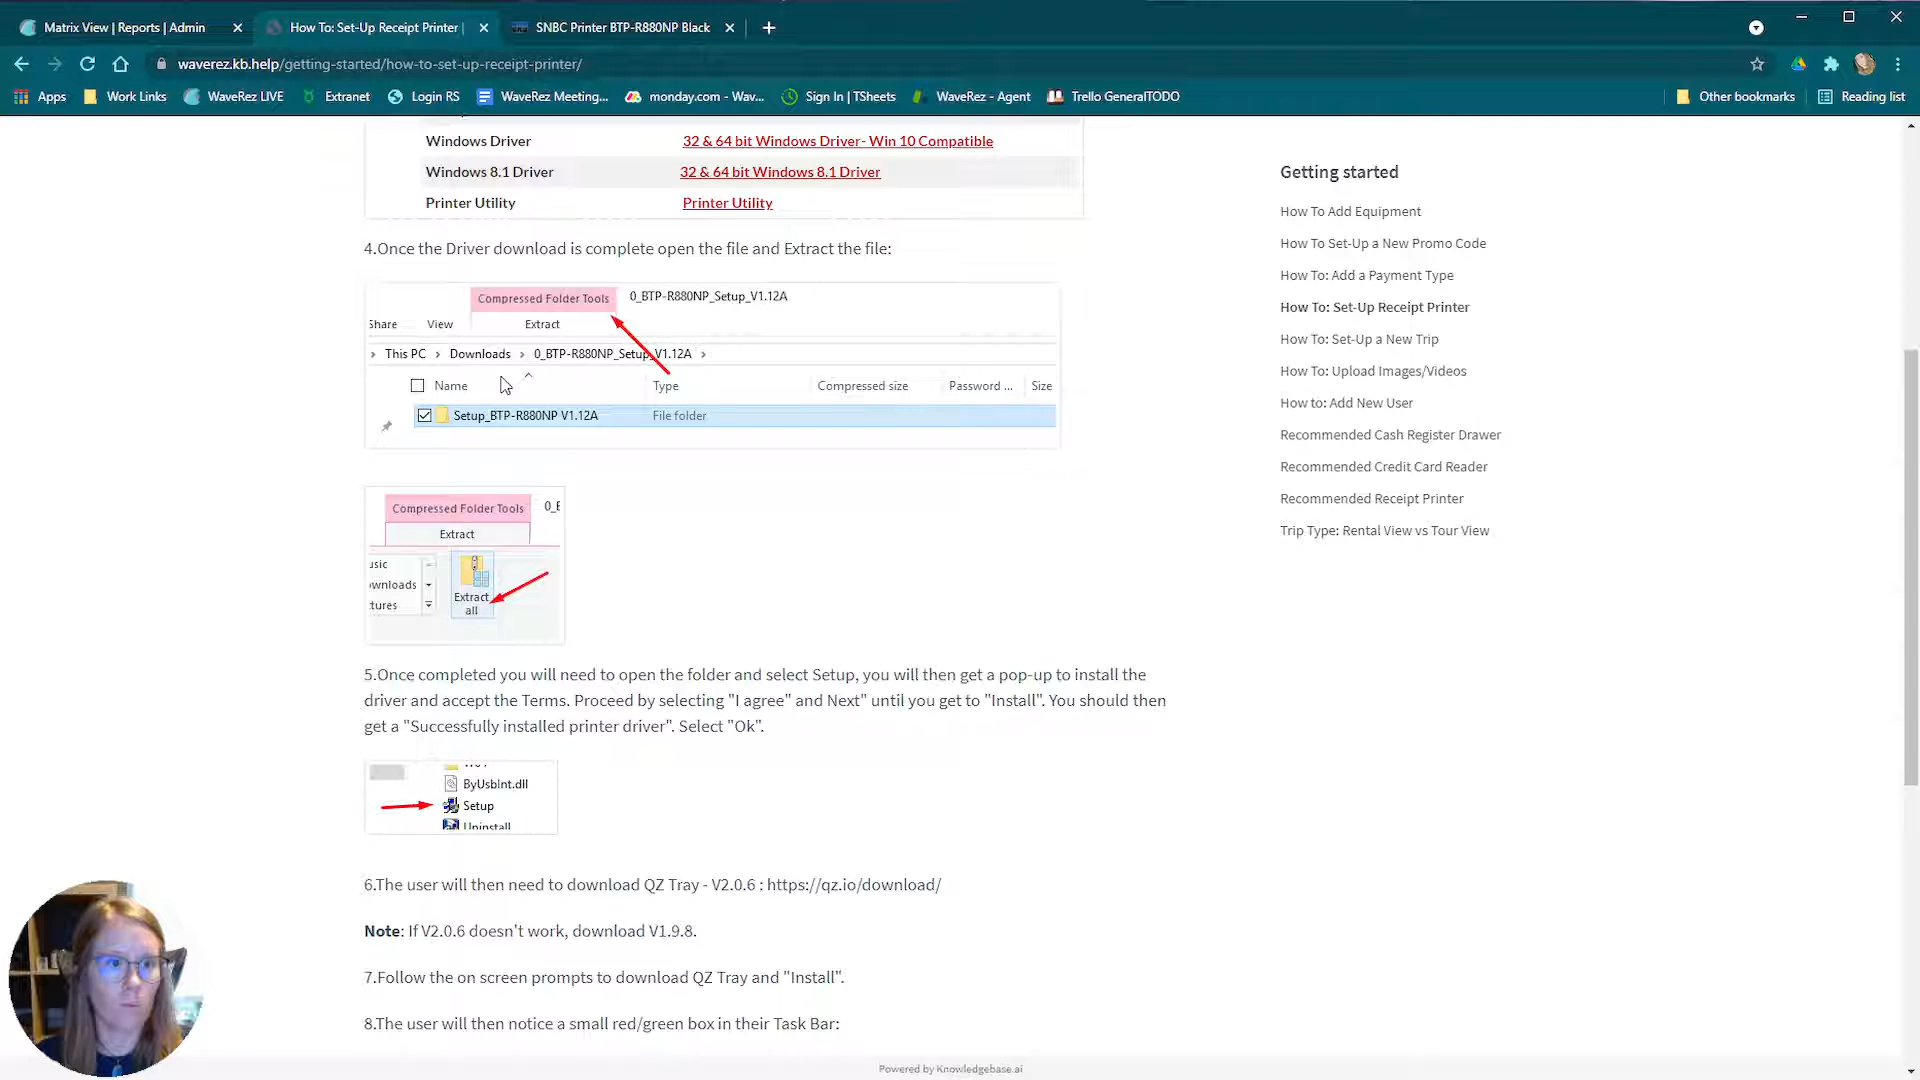 Matrix View | Reports | Admin
How To: Set-Up Receipt Printer |
SNBC Printer BTP-R880NP Black
waverez.kb.help/getting-started/how-to-set-up-receipt-printer/
Apps
Work Links
WaveRez LIVE
Extranet
Login RS
WaveRez Meeting...
monday.com - Wav...
Sign In | TSheets
WaveRez - Agent
Trello GeneralTODO
Other bookmarks
Reading list
Windows Driver 32 & 64 bit Windows Driver- Win 10 Compatible
Windows 8.1 Driver 32 & 64 bit Windows 8.1 Driver
Printer Utility Printer Utility
4.Once the Driver download is complete open the file and Extract the file:
Compressed Folder Tools 0_BTP-R880NP_Setup_V1.12A
Share View Extract
This PC > Downloads > 0_BTP-R880NP_Setup_V1.12A >
Name Type Compressed size Password ... Size
Setup_BTP-R880NP V1.12A File folder
Compressed Folder Tools 0_E
Extract
usic
ownloads
tures
Extract
all
5.Once completed you will need to open the folder and select Setup, you will then get a pop-up to install the
driver and accept the Terms. Proceed by selecting "I agree" and Next" until you get to "Install". You should then
get a "Successfully installed printer driver". Select "Ok".
ByUsbInt.dll
Setup
Uninstall
6.The user will then need to download QZ Tray - V2.0.6 : https://qz.io/download/
Note: If V2.0.6 doesn't work, download V1.9.8.
7.Follow the on screen prompts to download QZ Tray and "Install".
8.The user will then notice a small red/green box in their Task Bar:
Getting started
How To Add Equipment
How To Set-Up a New Promo Code
How To: Add a Payment Type
How To: Set-Up Receipt Printer
How To: Set-Up a New Trip
How To: Upload Images/Videos
How to: Add New User
Recommended Cash Register Drawer
Recommended Credit Card Reader
Recommended Receipt Printer
Trip Type: Rental View vs Tour View
Powered by Knowledgebase.ai